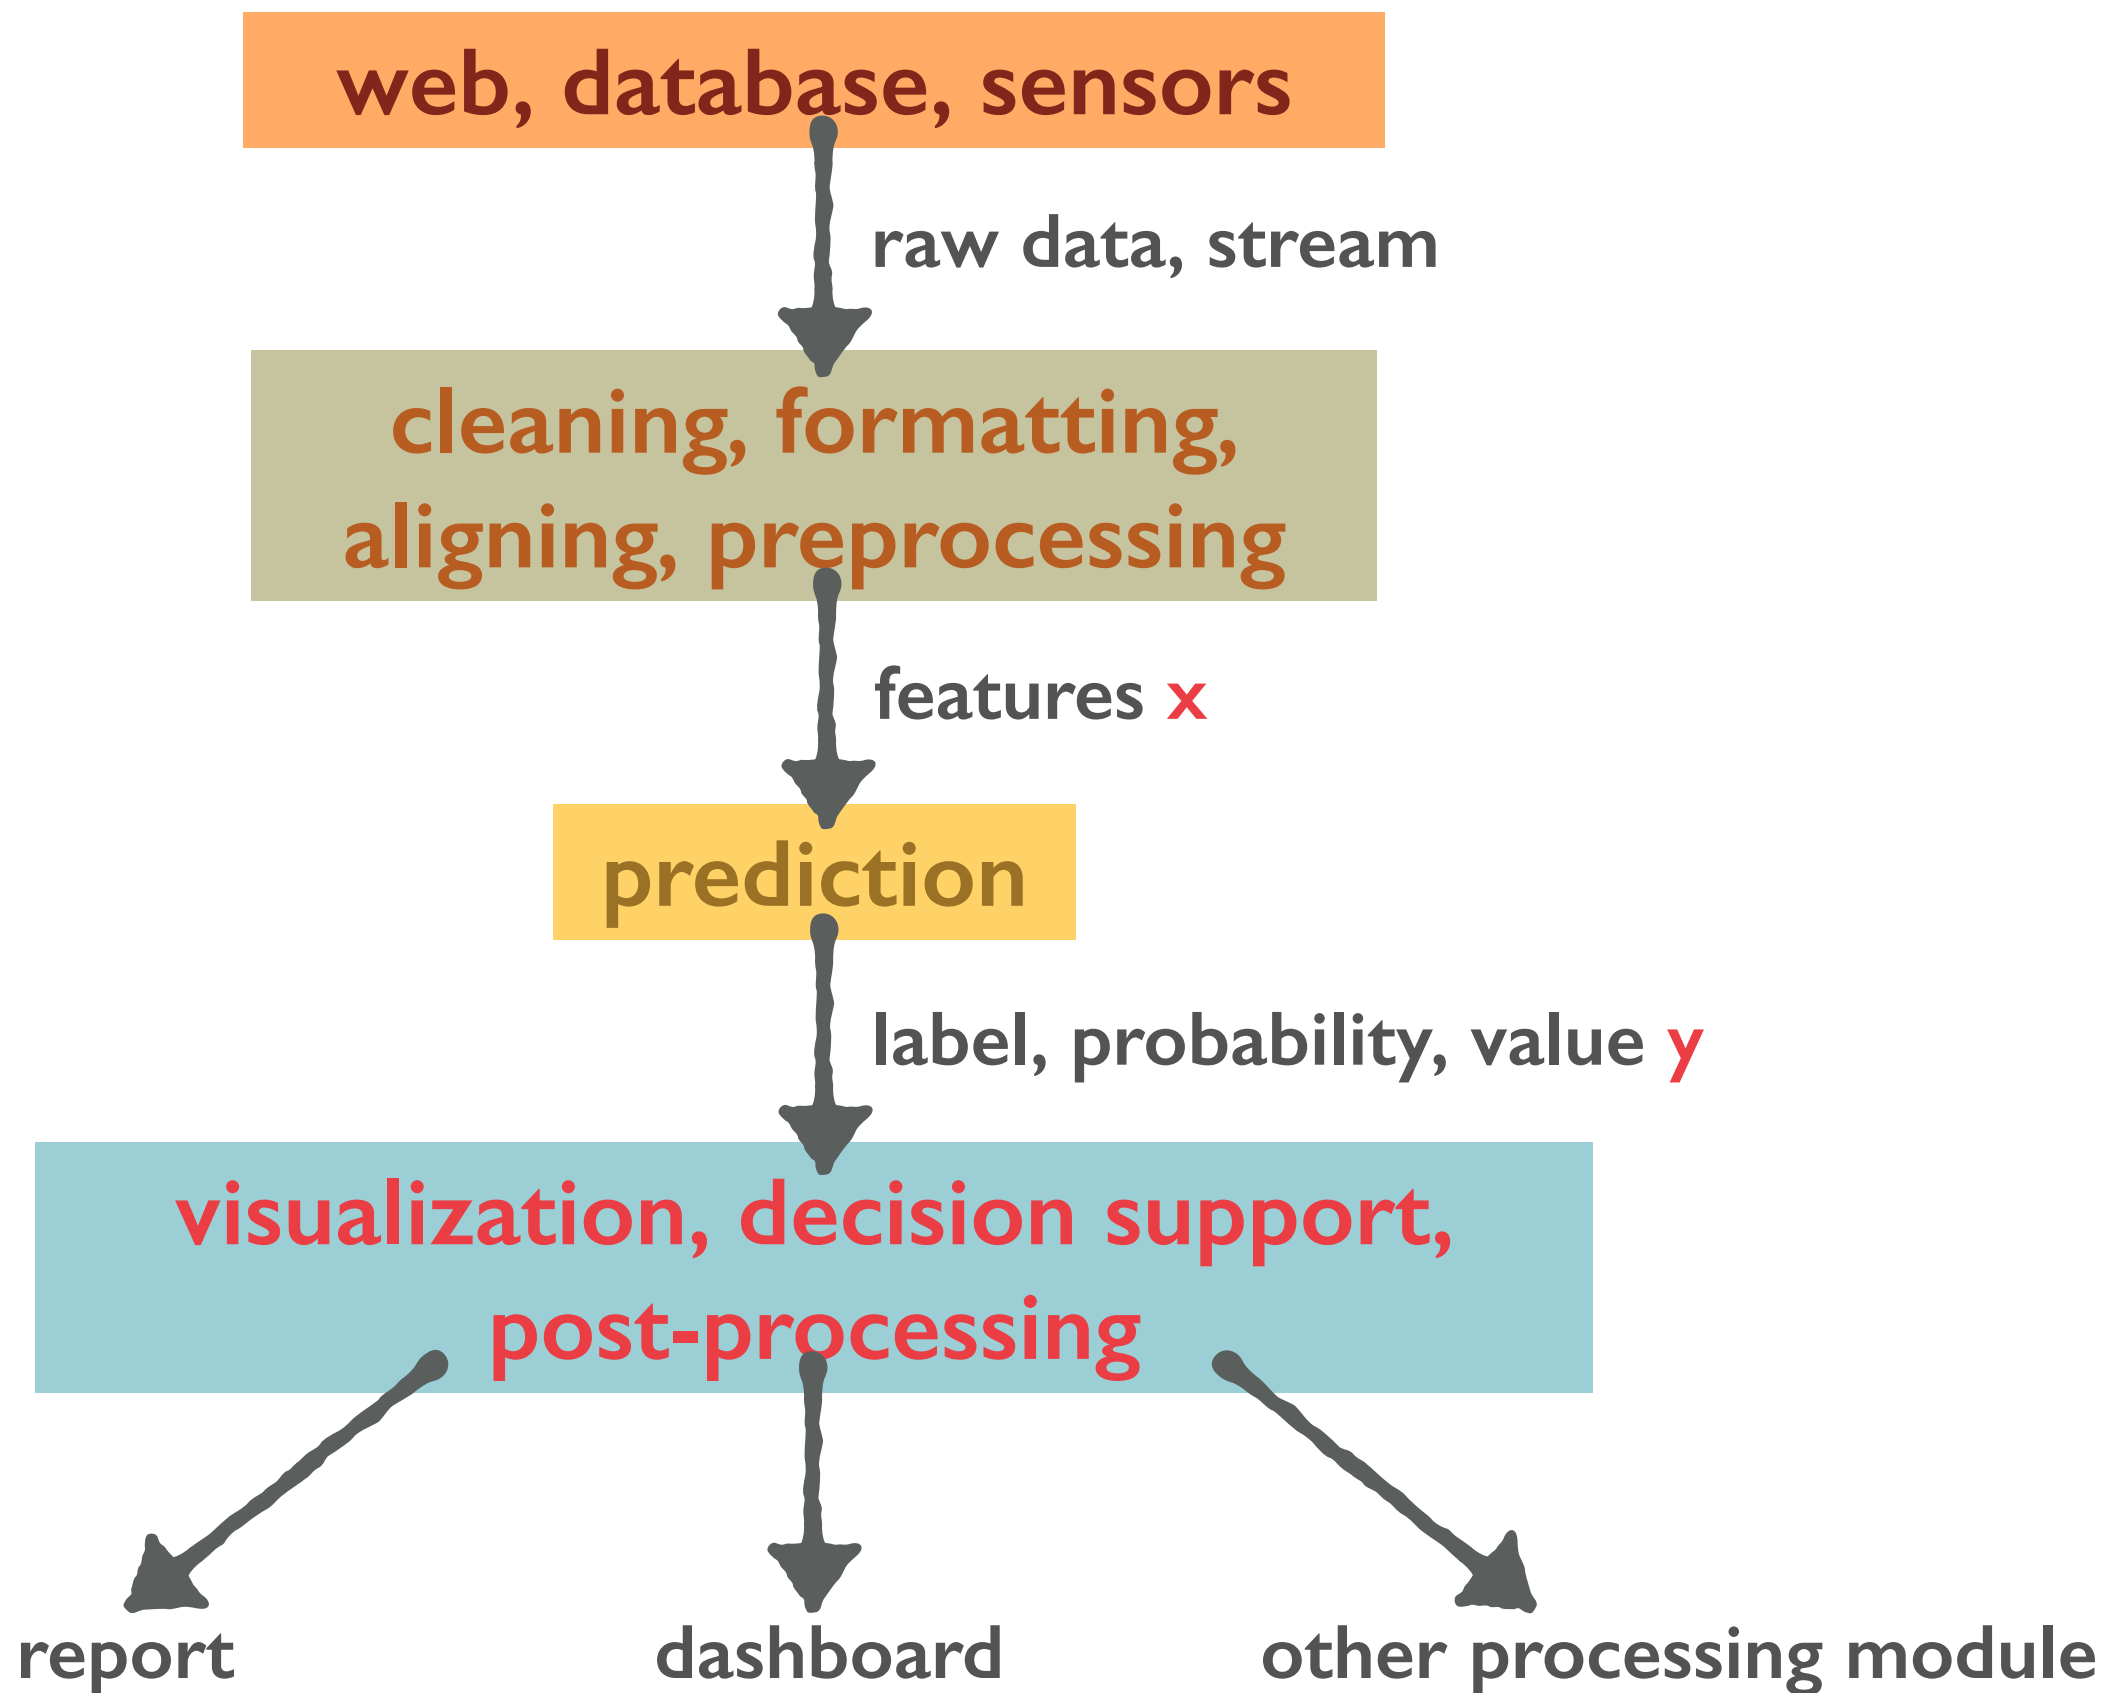 web, database, sensors
raw data, stream
cleaning, formatting,
aligning, preprocessing
features x
prediction
label, probability, value y
visualization, decision support,
post-processing
report
dashboard
other processing module